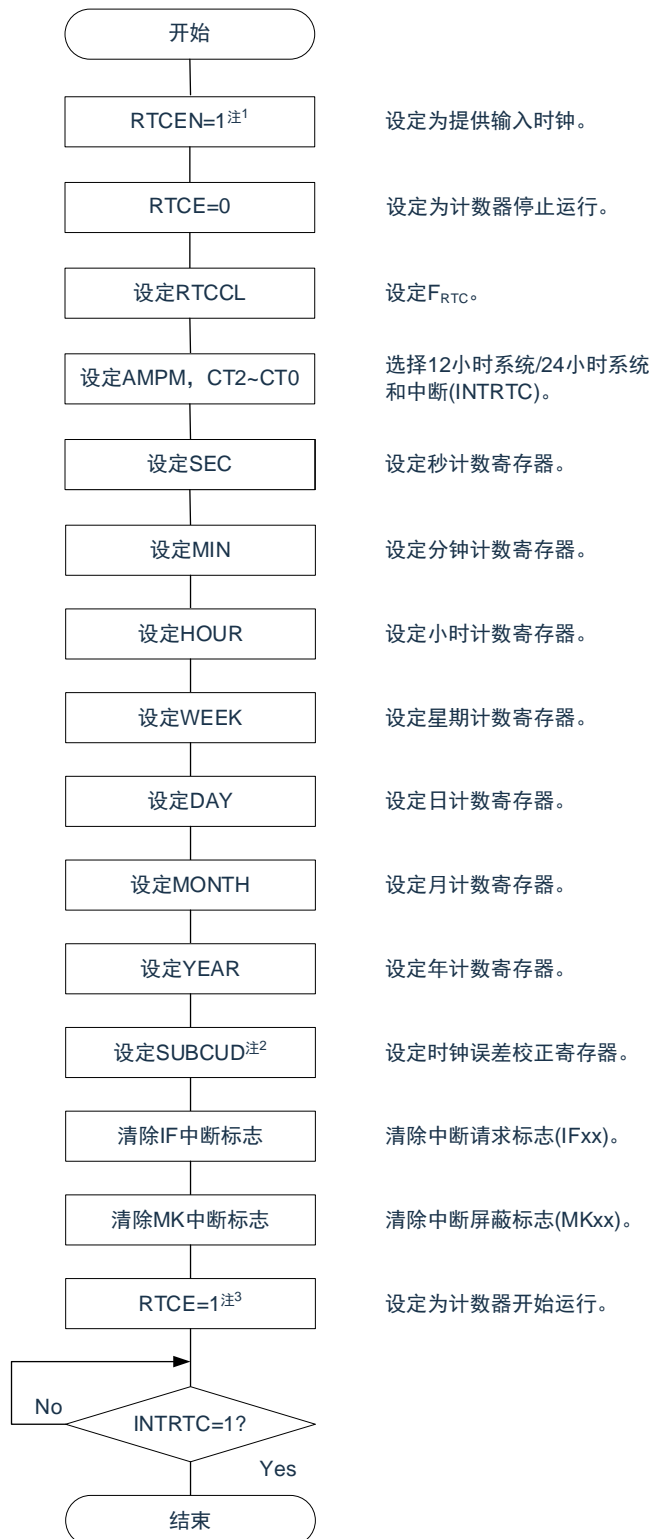 开始
RTCEN=1注1
设定为提供输入时钟。
RTCE=0
设定为计数器停止运行。
设定RTCCL
设定FRTC。
设定AMPM，CT2~CT0
选择12小时系统/24小时系统
和中断(INTRTC)。
设定SEC
设定秒计数寄存器。
设定MIN
设定分钟计数寄存器。
设定HOUR
设定小时计数寄存器。
设定WEEK
设定星期计数寄存器。
设定DAY
设定日计数寄存器。
设定MONTH
设定月计数寄存器。
设定YEAR
设定年计数寄存器。
设定SUBCUD注2
设定时钟误差校正寄存器。
清除IF中断标志
清除中断请求标志(IFxx)。
清除MK中断标志
清除中断屏蔽标志(MKxx)。
RTCE=1注3
设定为计数器开始运行。
No
INTRTC=1?
Yes
结束